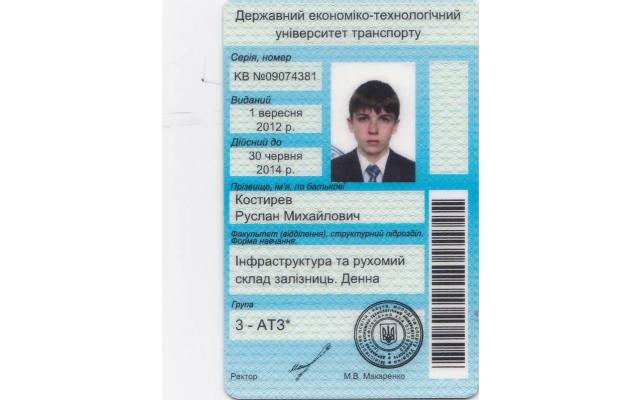 Державний економіко-технологічний
університет транспорту
Серія, номер
КВ №09074381
Виданий
1 вересня
2012 р.
Дійсний до
30 червня
2014 р.
Прізвище, ім'я, по батькові
Костирев
Руслан Михайлович
Факультет (відділення), структурний підрозділ.
Форма навчання.
Інфраструктура та рухомий
склад залізниць. Денна
Група
3 - АТЗ*
Ректор
М.В. Макаренко